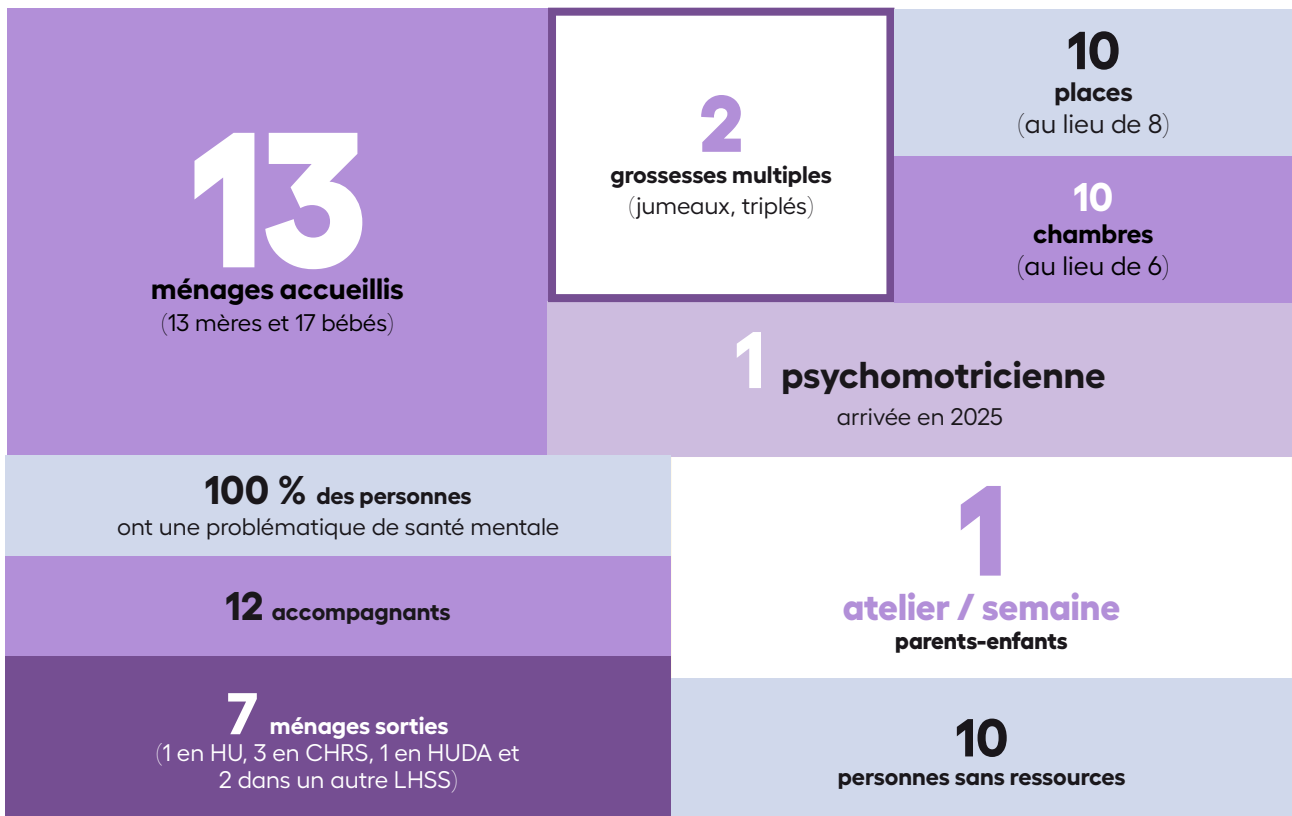 13
ménages accueillis
(13 mères et 17 bébés)
2
grossesses multiples
(jumeaux, triplés)
10
places
(au lieu de 8)
10
chambres
(au lieu de 6)
1 psychomotricienne
arrivée en 2025
100 % des personnes
ont une problématique de santé mentale
12 accompagnants
7 ménages sorties
(1 en HU, 3 en CHRS, 1 en HUDA et
2 dans un autre LHSS)
1
atelier / semaine
parents-enfants
10
personnes sans ressources